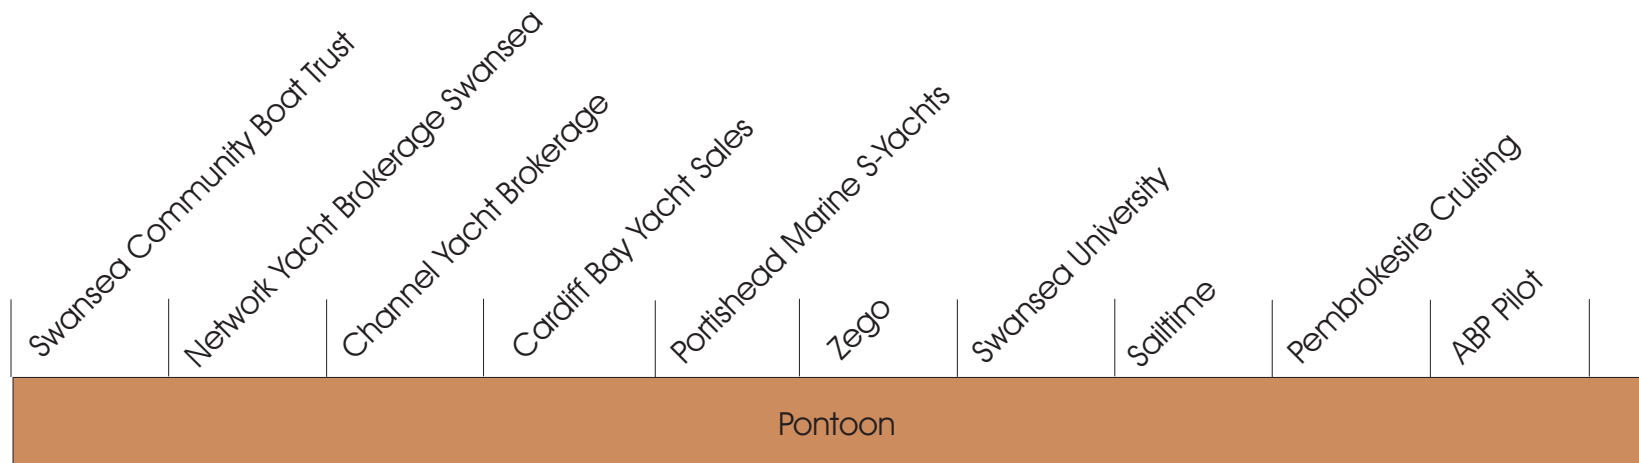 Swansea Community Boat Trust
Network Yacht Brokerage Swansea
Channel Yacht Brokerage
Cardiff Bay Yacht Sales
Portishead Marine S-Yachts
Zego
Swansea University
Sailtime
Pembrokesire Cruising
ABP Pilot
Pontoon